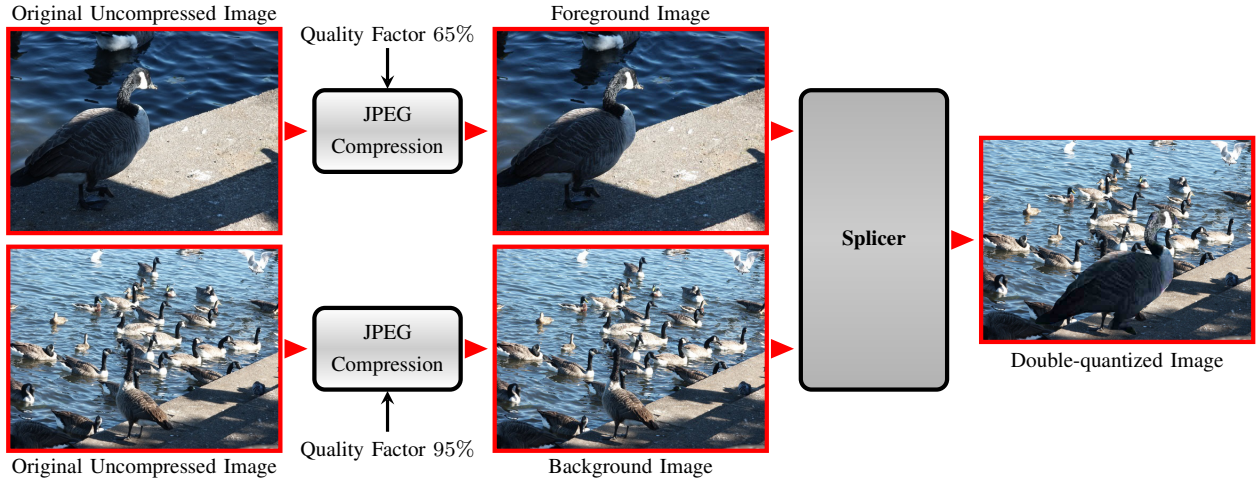 Original Uncompressed Image
Foreground Image
Quality Factor 65%
JPEG
Compression
Splicer
Double-quantized Image
JPEG
Compression
Quality Factor 95%
Original Uncompressed Image
Background Image